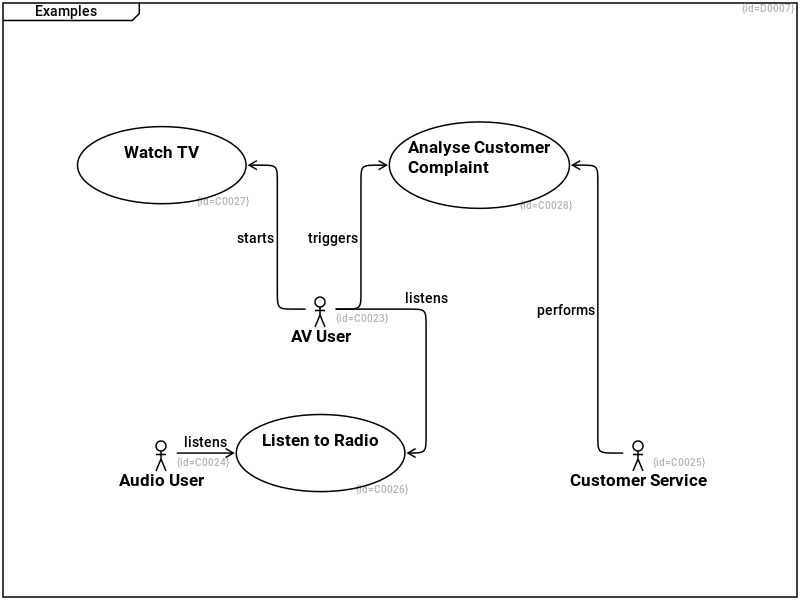 Examples
{id=D0007}
Watch TV
{id=C0027}
Analyse Customer
Complaint
{id=C0028}
starts
triggers
listens
performs
{id=C0023}
AV User
listens
{id=C0024}
Audio User
Listen to Radio
{id=C0026}
{id=C0025}
Customer Service